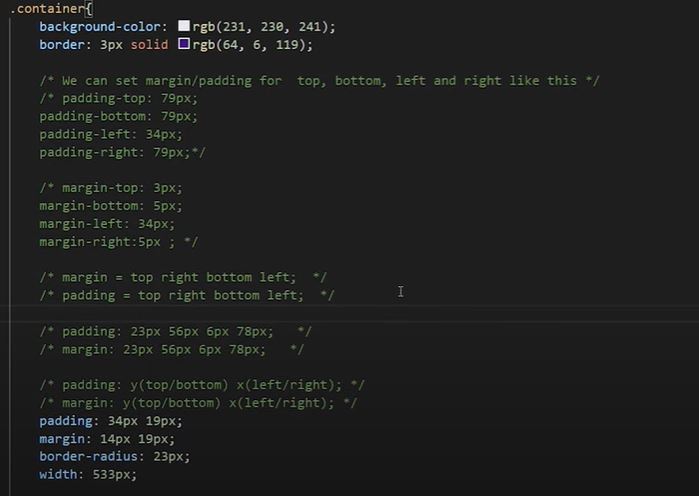 .container{
background-color: rgb(231, 230, 241);
border: 3px solid rgb(64, 6, 119);
/* We can set margin/padding for  top, bottom, left and right like this */
/* padding-top: 79px;
padding-bottom: 79px;
padding-left: 34px;
padding-right: 79px;*/
/* margin-top: 3px;
margin-bottom: 5px;
margin-left: 34px;
margin-right:5px ; */
/* margin = top right bottom left;  */
/* padding = top right bottom left;  */
/* padding: 23px 56px 6px 78px;   */
/* margin: 23px 56px 6px 78px;   */
/* padding: y(top/bottom) x(left/right); */
/* margin: y(top/bottom) x(left/right); */
padding: 34px 19px;
margin: 14px 19px;
border-radius: 23px;
width: 533px;